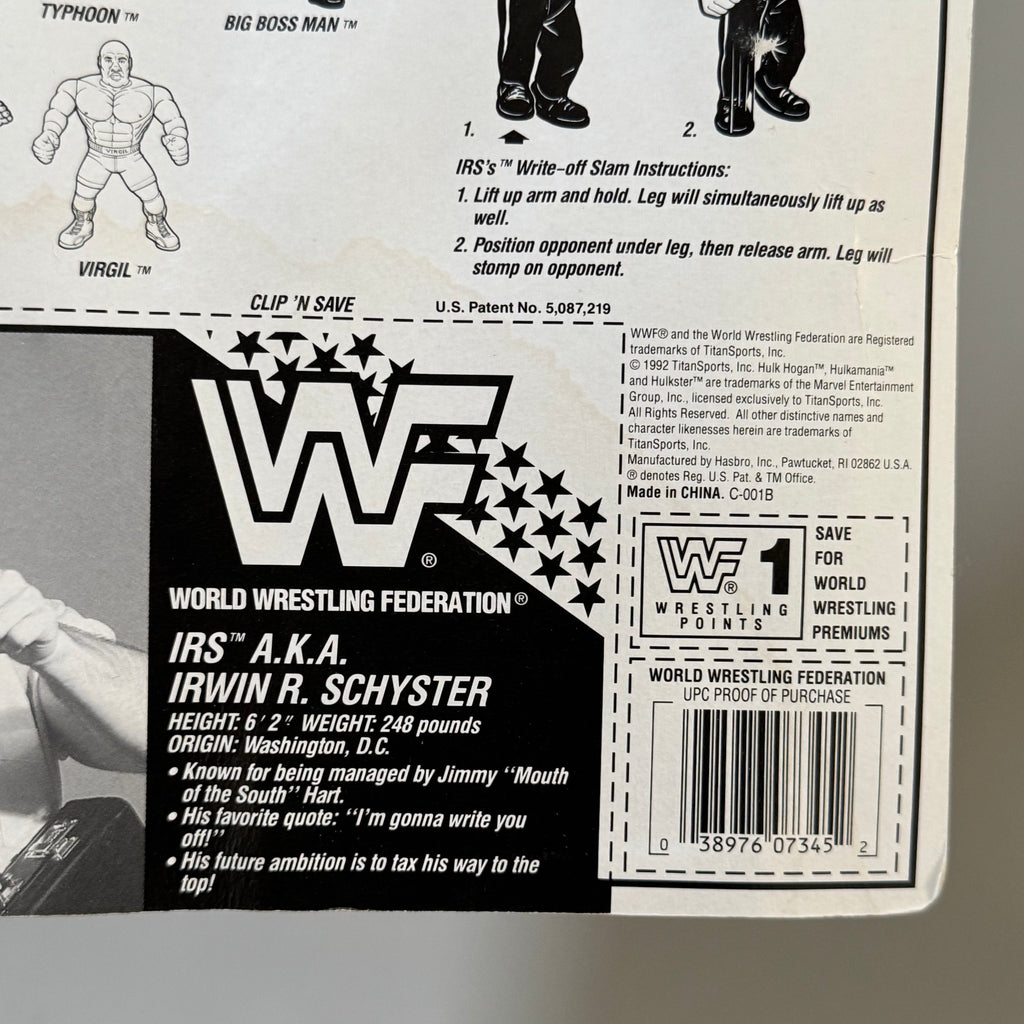 TYPHOON ™
BIG BOSS MAN ™
VIRGIL
VIRGIL ™
1.
2.
IRS's ™ Write-off Slam Instructions:
1. Lift up arm and hold. Leg will simultaneously lift up as
well.
2. Position opponent under leg, then release arm. Leg will
stomp on opponent.
CLIP 'N SAVE
U.S. Patent No. 5,087,219
WWF® and the World Wrestling Federation are Registered
trademarks of TitanSports, Inc.
© 1992 TitanSports, Inc. Hulk Hogan™, Hulkamania™
and Hulkster™ are trademarks of the Marvel Entertainment
Group, Inc., licensed exclusively to TitanSports, Inc.
All Rights Reserved. All other distinctive names and
character likenesses herein are trademarks of
TitanSports, Inc.
Manufactured by Hasbro, Inc., Pawtucket, RI 02862 U.S.A.
® denotes Reg. U.S. Pat. & TM Office.
Made in CHINA. C-001B
WF®
WORLD WRESTLING FEDERATION®
IRS™ A.K.A.
IRWIN R. SCHYSTER
HEIGHT: 6' 2" WEIGHT: 248 pounds
ORIGIN: Washington, D.C.
• Known for being managed by Jimmy "Mouth
of the South" Hart.
• His favorite quote: "I'm gonna write you
off!"
• His future ambition is to tax his way to the
top!
WF® 1
WRESTLING
POINTS
SAVE
FOR
WORLD
WRESTLING
PREMIUMS
WORLD WRESTLING FEDERATION
UPC PROOF OF PURCHASE
0 38976 07345 2